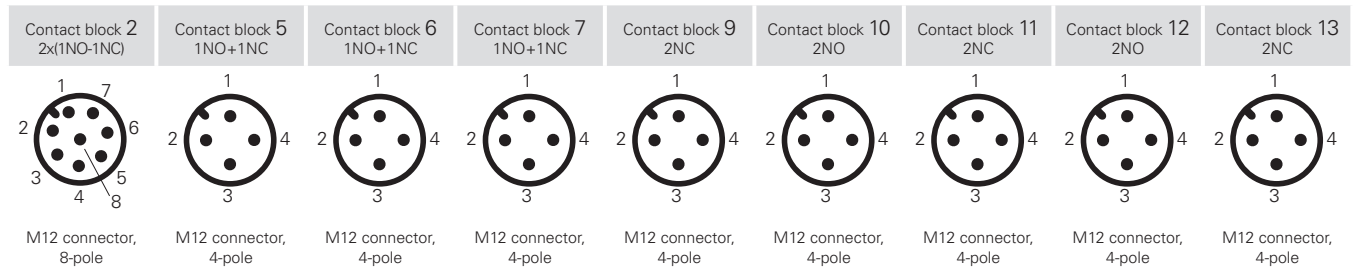 Contact block 2
2x(1NO-1NC)
Contact block 5
1NO+1NC
Contact block 6
1NO+1NC
Contact block 7
1NO+1NC
Contact block 9
2NC
Contact block 10
2NO
Contact block 11
2NC
Contact block 12
2NO
Contact block 13
2NC
1
7
2
6
3
5
4
8
1
2
4
3
1
2
4
3
1
2
4
3
1
2
4
3
1
2
4
3
1
2
4
3
1
2
4
3
1
2
4
3
M12 connector,
8-pole
M12 connector,
4-pole
M12 connector,
4-pole
M12 connector,
4-pole
M12 connector,
4-pole
M12 connector,
4-pole
M12 connector,
4-pole
M12 connector,
4-pole
M12 connector,
4-pole